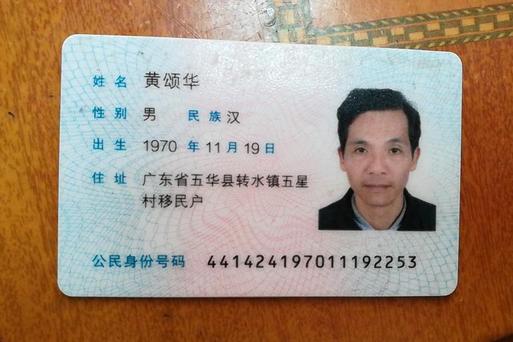 姓名 黄颂华
性别 男 民族 汉
出生 1970 年 11 月 19 日
住址 广东省五华县转水镇五星
村移民户
公民身份号码 441424197011192253